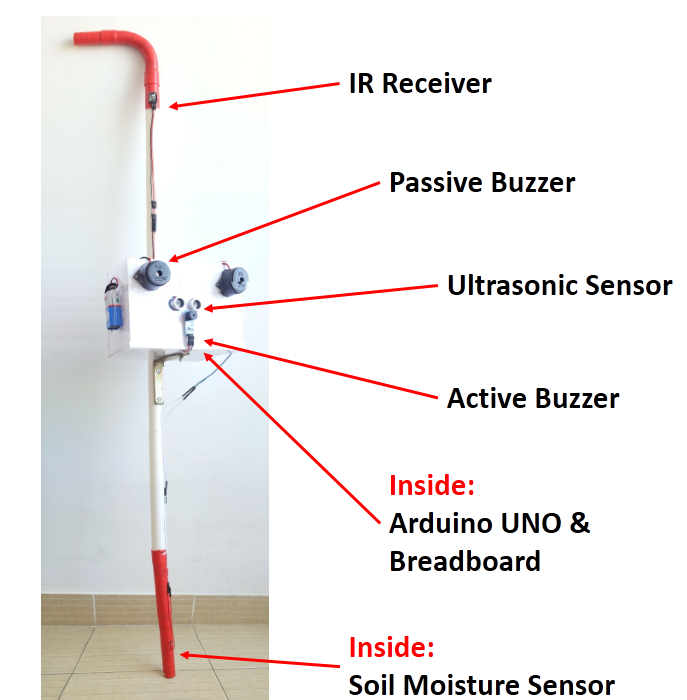 IR Receiver
Passive Buzzer
Ultrasonic Sensor
Active Buzzer
Inside:
Arduino UNO &
Breadboard
Inside:
Soil Moisture Sensor